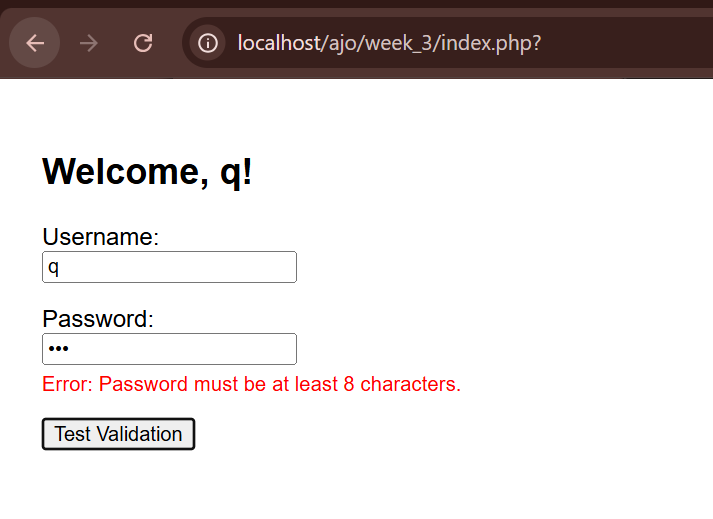 localhost/ajo/week_3/index.php?
Welcome, q!
Username:
q
Password:
•••
Error: Password must be at least 8 characters.
Test Validation